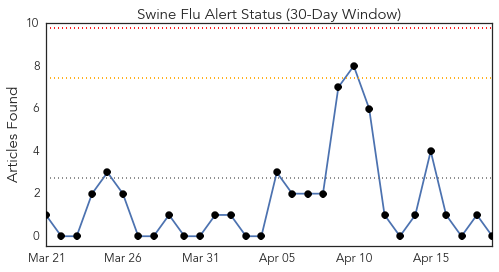 Swine Flu Alert Status (30-Day Window)
Articles Found
10
8
6
4
2
0
Mar 21 Mar 26 Mar 31 Apr 05 Apr 10 Apr 15